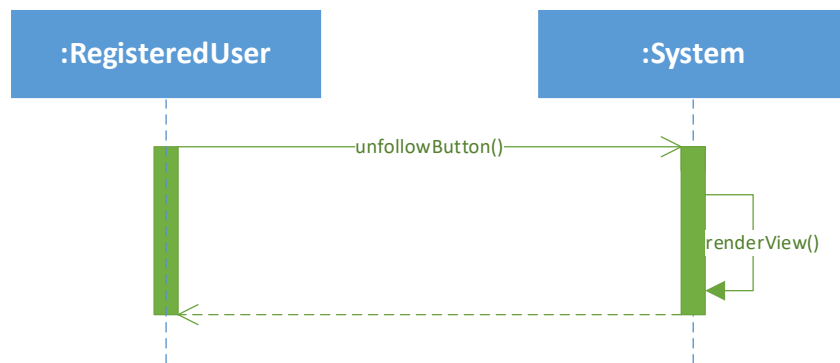 :RegisteredUser
:System
unfollowButton()
renderView()